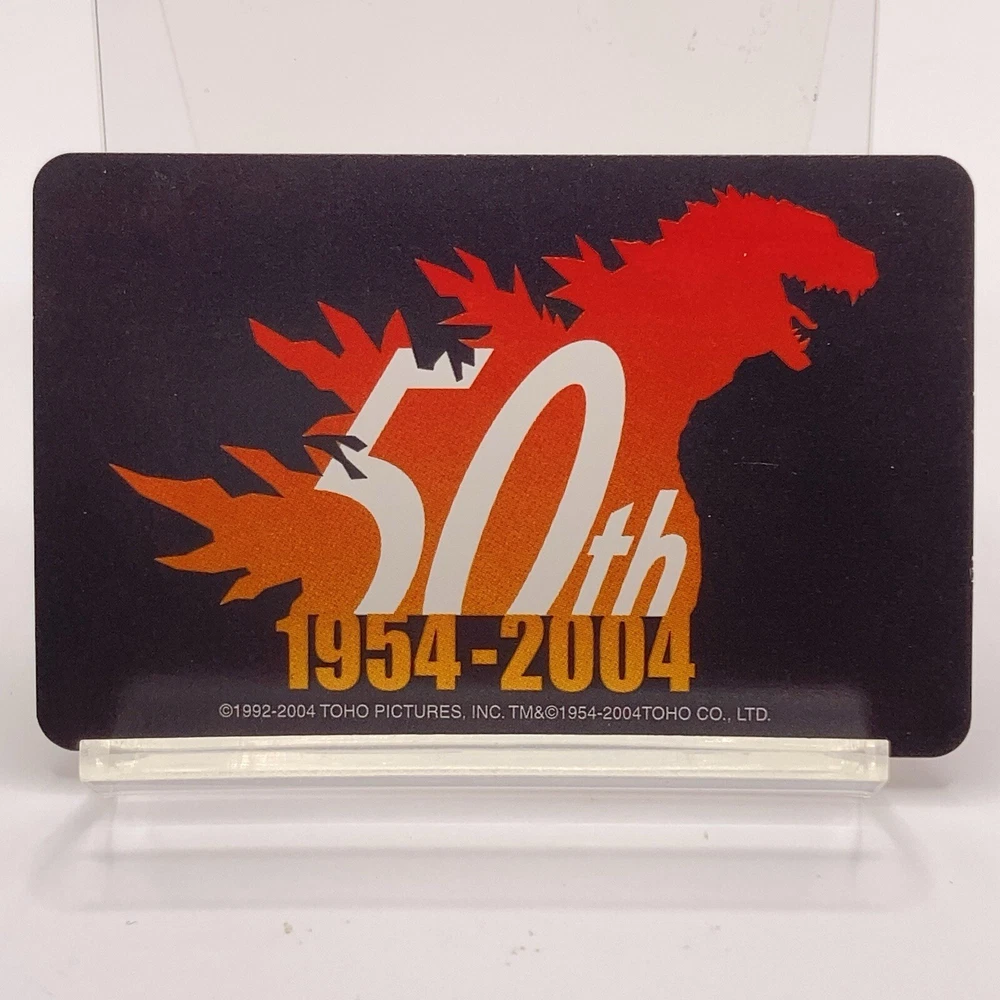 50th
1954-2004
©1992-2004 TOHO PICTURES, INC. TM&©1954-2004TOHO CO., LTD.